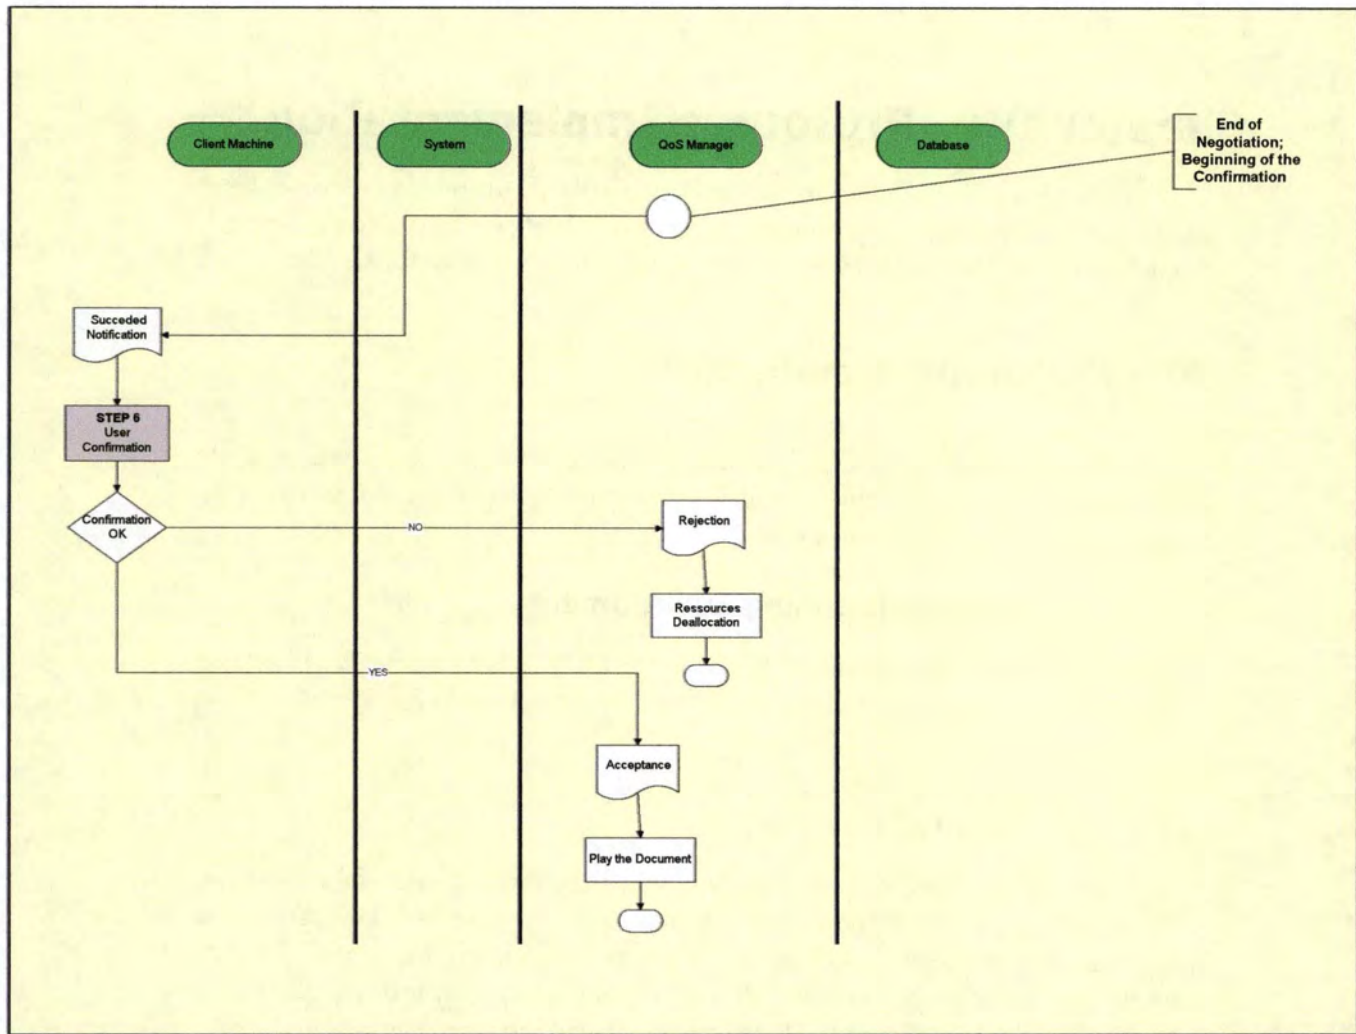 Client Machine
System
QoS Manager
Database
End of
Negotiation;
Beginning of the
Confirmation
Succeded
Notification
STEP 6
User
Confirmation
Confirmation
OK
NO
Rejection
Ressources
Deallocation
YES
Acceptance
Play the Document